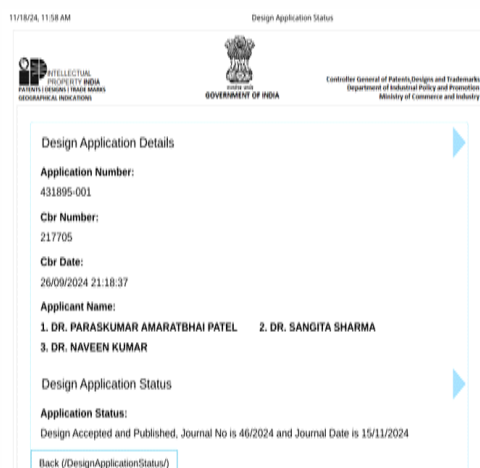 11/18/24, 11:58 AM Design Application Status
INTELLECTUAL
PROPERTY INDIA
PATENTS | DESIGNS | TRADE MARKS
GEOGRAPHICAL INDICATIONS
सत्यमेव जयते
GOVERNMENT OF INDIA
Controller General of Patents,Designs and Trademarks
Department of Industrial Policy and Promotion
Ministry of Commerce and Industry
Design Application Details
Application Number:
431895-001
Cbr Number:
217705
Cbr Date:
26/09/2024 21:18:37
Applicant Name:
1. DR. PARASKUMAR AMARATBHAI PATEL 2. DR. SANGITA SHARMA
3. DR. NAVEEN KUMAR
Design Application Status
Application Status:
Design Accepted and Published, Journal No is 46/2024 and Journal Date is 15/11/2024
Back (/DesignApplicationStatus/)